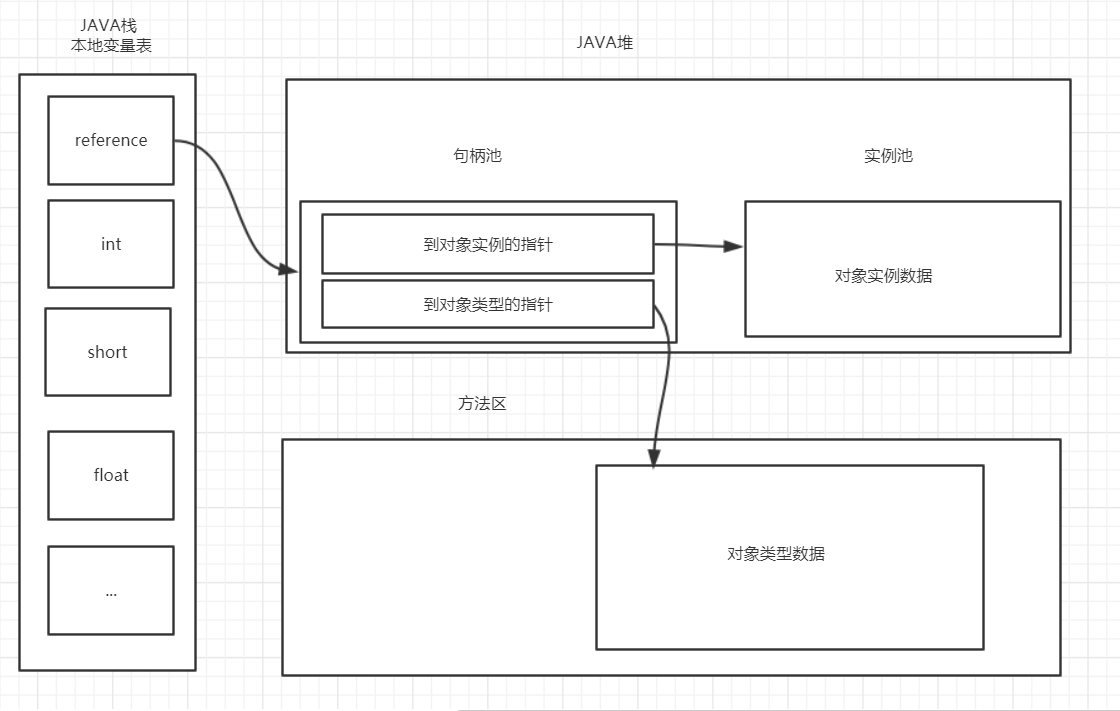 JAVA栈
本地变量表
JAVA堆
reference
int
short
float
...
句柄池
实例池
到对象实例的指针
到对象类型的指针
对象实例数据
方法区
对象类型数据